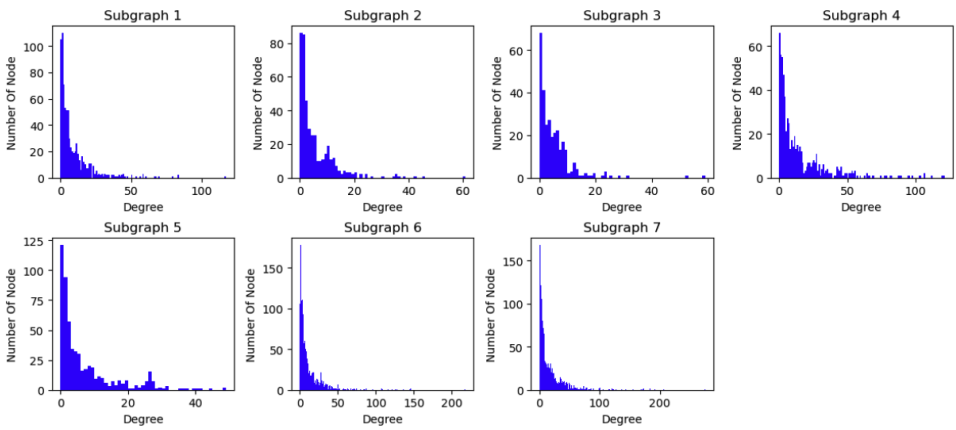 Subgraph 1
Number Of Node
100
80
60
40
20
0
0 50 100
Degree
Subgraph 2
Number Of Node
80
60
40
20
0
0 20 40 60
Degree
Subgraph 3
Number Of Node
60
40
20
0
0 20 40 60
Degree
Subgraph 4
Number Of Node
60
40
20
0
0 50 100
Degree
Subgraph 5
Number Of Node
125
100
75
50
25
0
0 20 40
Degree
Subgraph 6
Number Of Node
150
100
50
0
0 50 100 150 200
Degree
Subgraph 7
Number Of Node
150
100
50
0
0 100 200
Degree